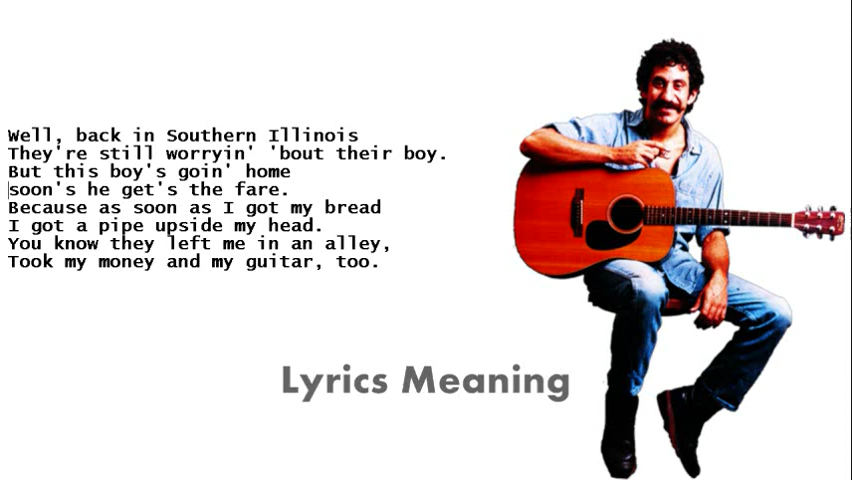 Well, back in Southern Illinois
They're still worryin' 'bout their boy.
But this boy's goin' home
soon's he get's the fare.
Because as soon as I got my bread
I got a pipe upside my head.
You know they left me in an alley,
Took my money and my guitar, too.
Lyrics Meaning